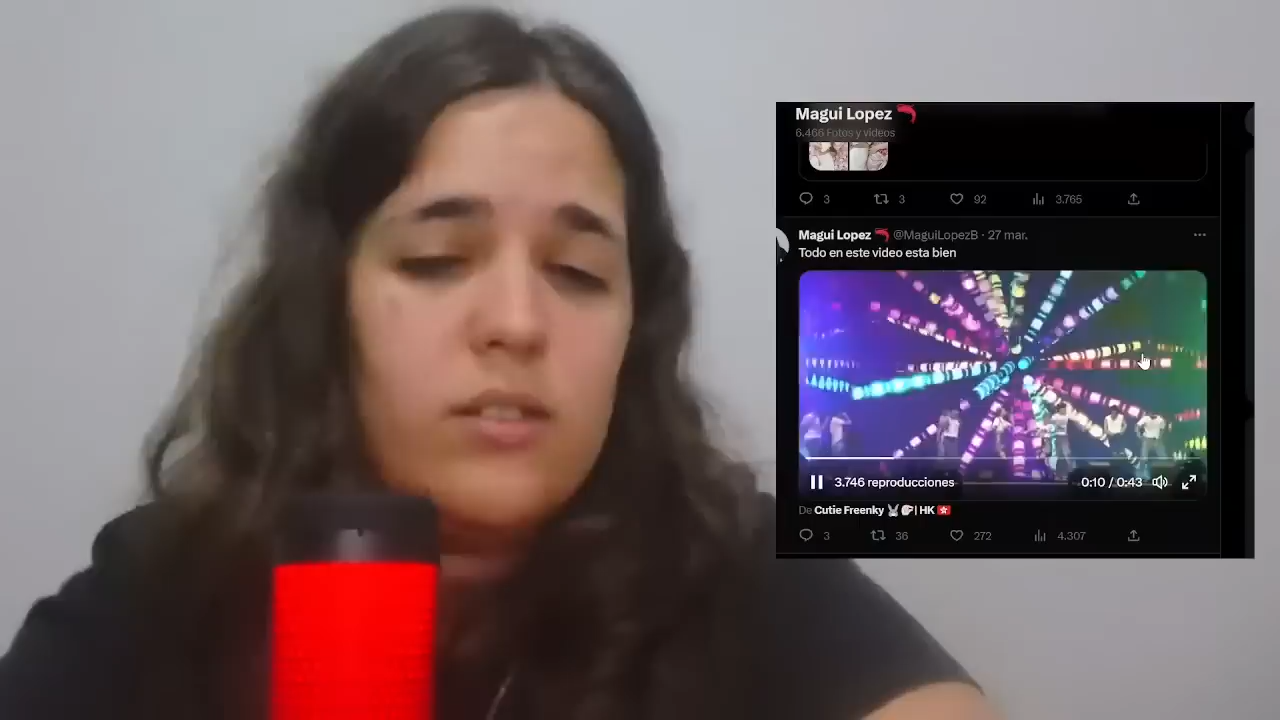 Magui Lopez
6.466 Fotos y videos
3 3 92 3.765
Magui Lopez @MaguiLopezB · 27 mar.
Todo en este video esta bien
3.746 reproducciones 0:10 / 0:43
De Cutie Freenky | HK
3 36 272 4.307